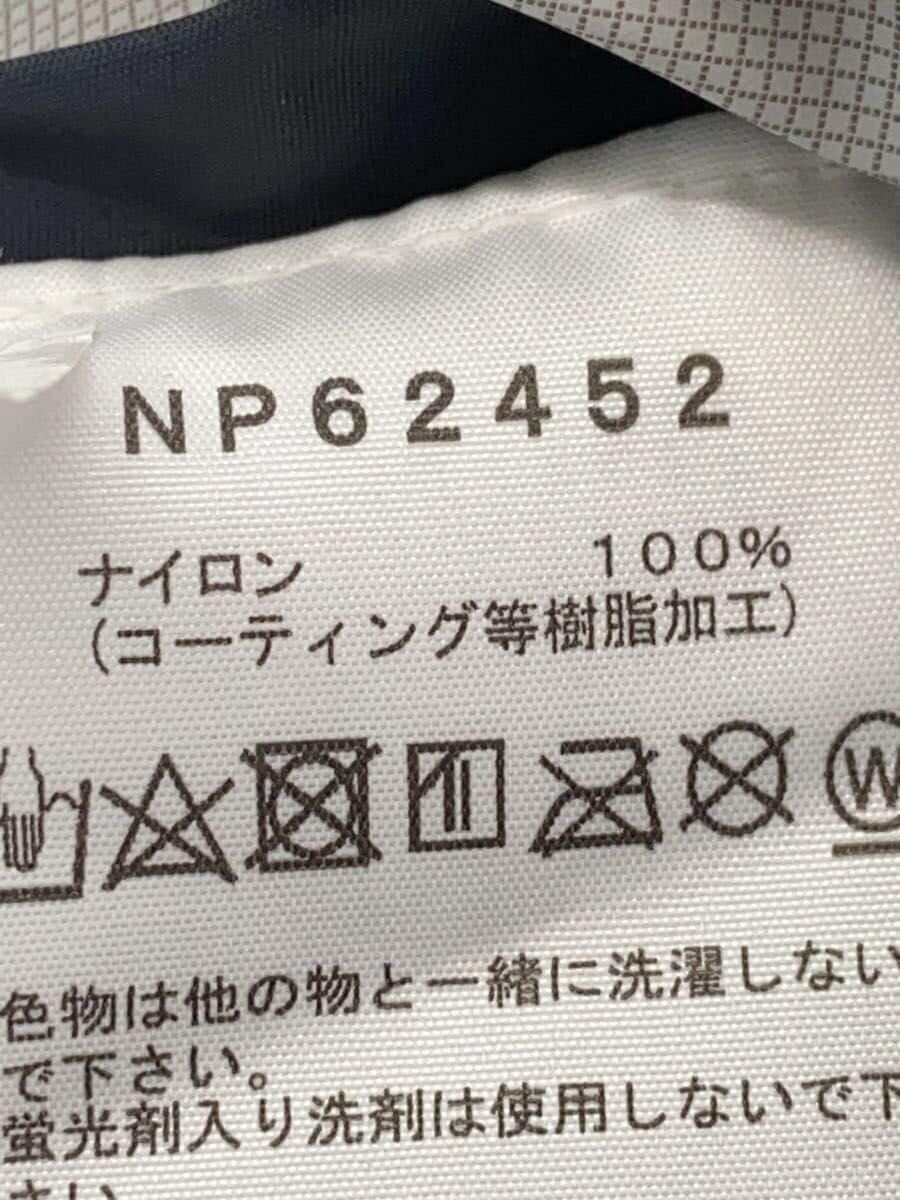 NP62452
ナイロン 100%
(コーティング等樹脂加工)
W
色物は他の物と一緒に洗濯しない
で下さい。
蛍光剤入り洗剤は使用しないで下
さい